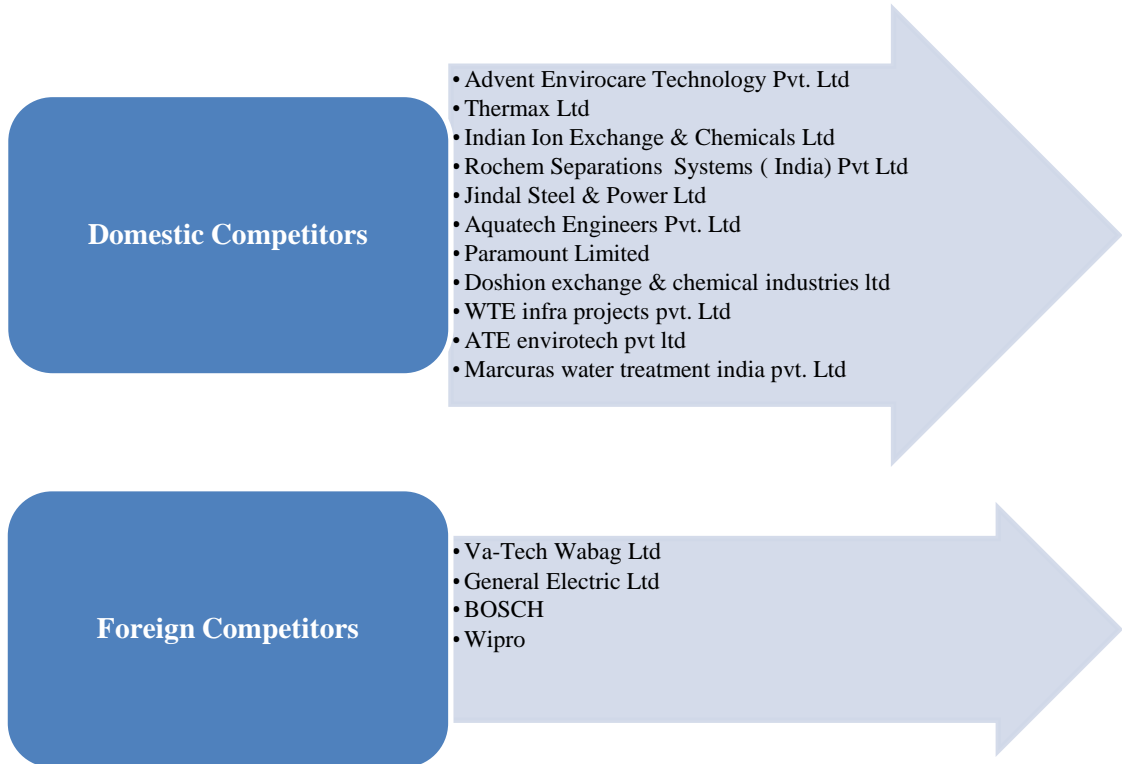 Domestic Competitors
• Advent Envirocare Technology Pvt. Ltd
• Thermax Ltd
• Indian Ion Exchange & Chemicals Ltd
• Rochem Separations Systems ( India) Pvt Ltd
• Jindal Steel & Power Ltd
• Aquatech Engineers Pvt. Ltd
• Paramount Limited
• Doshion exchange & chemical industries ltd
• WTE infra projects pvt. Ltd
• ATE envirotech pvt ltd
• Marcuras water treatment india pvt. Ltd
Foreign Competitors
• Va-Tech Wabag Ltd
• General Electric Ltd
• BOSCH
• Wipro